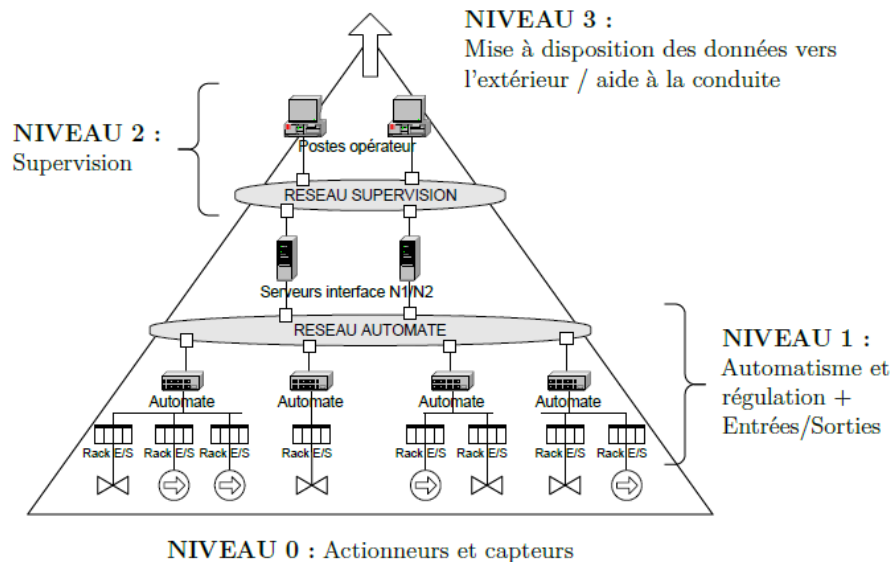 NIVEAU 3 :
Mise à disposition des données vers
l'extérieur / aide à la conduite
NIVEAU 2 :
Supervision
Postes opérateur
RESEAU SUPERVISION
Serveurs interface N1/N2
RESEAU AUTOMATE
NIVEAU 1 :
Automatisme et
régulation +
Entrées/Sorties
Automate Automate Automate Automate
Rack E/S Rack E/S Rack E/S Rack E/S Rack E/S Rack E/S Rack E/S Rack E/S
NIVEAU 0 : Actionneurs et capteurs